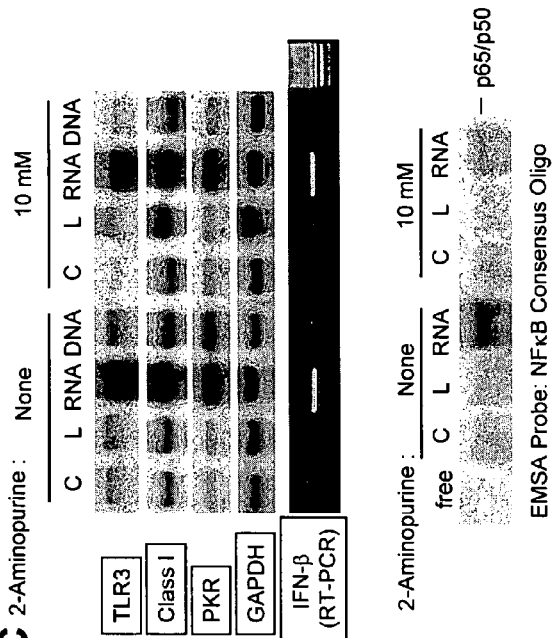 C
2-Aminopurine : None 10 mM
C L RNA DNA C L RNA DNA
TLR3
Class I
PKR
GAPDH
IFN-β
(RT-PCR)
2-Aminopurine : None 10 mM
free C L RNA C L RNA
p65/p50
EMSA Probe: NFκB Consensus Oligo